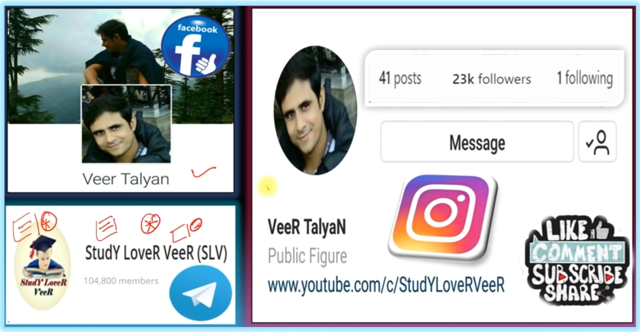 facebook
Veer Talyan
StudY LoveR VeeR (SLV)
104,800 members
StudY LoveR
VeeR
41 posts
23k followers
1 following
Message
VeeR TalyaN
Public Figure
www.youtube.com/c/StudYLoveRVeeR
LIKE
COMMENT
SUBSCRIBE
SHARE